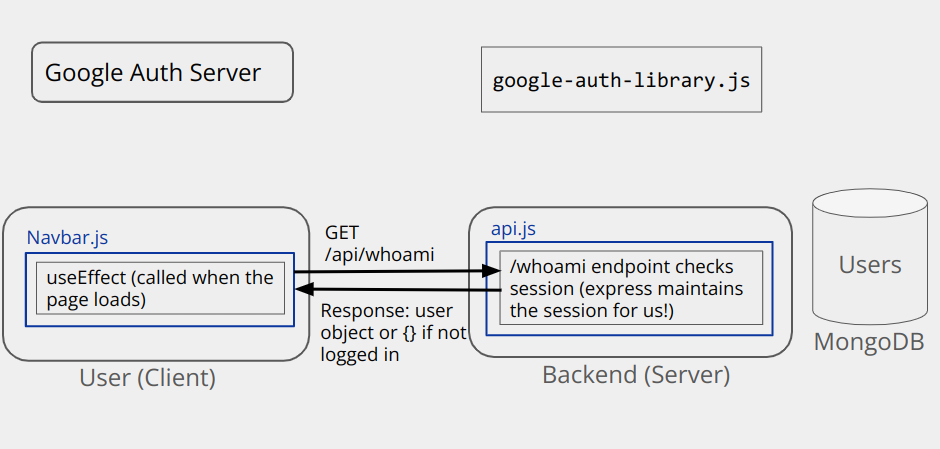 Google Auth Server
google-auth-library.js
Navbar.js
useEffect (called when the
page loads)
User (Client)
GET
/api/whoami
Response: user
object or {} if not
logged in
api.js
/whoami endpoint checks
session (express maintains
the session for us!)
Backend (Server)
Users
MongoDB